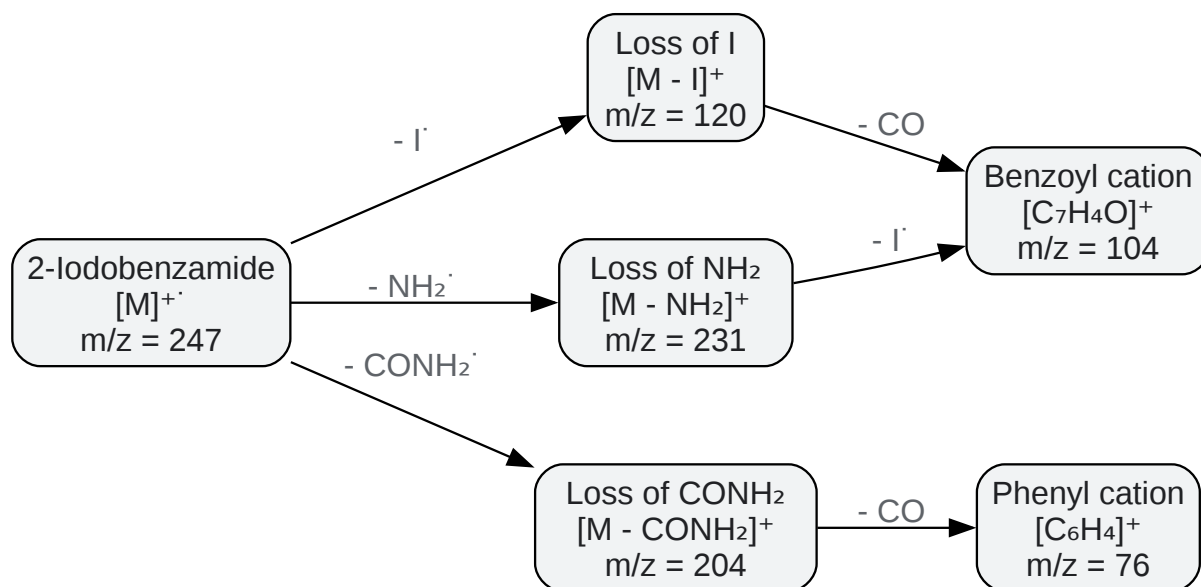 Loss of I
[M - I]⁺
m/z = 120
- CO
- I˙
Benzoyl cation
[C₇H₄O]⁺
m/z = 104
2-Iodobenzamide
[M]⁺˙
m/z = 247
- NH₂˙
Loss of NH₂
[M - NH₂]⁺
m/z = 231
- I˙
- CONH₂˙
Loss of CONH₂
[M - CONH₂]⁺
m/z = 204
- CO
Phenyl cation
[C₆H₄]⁺
m/z = 76